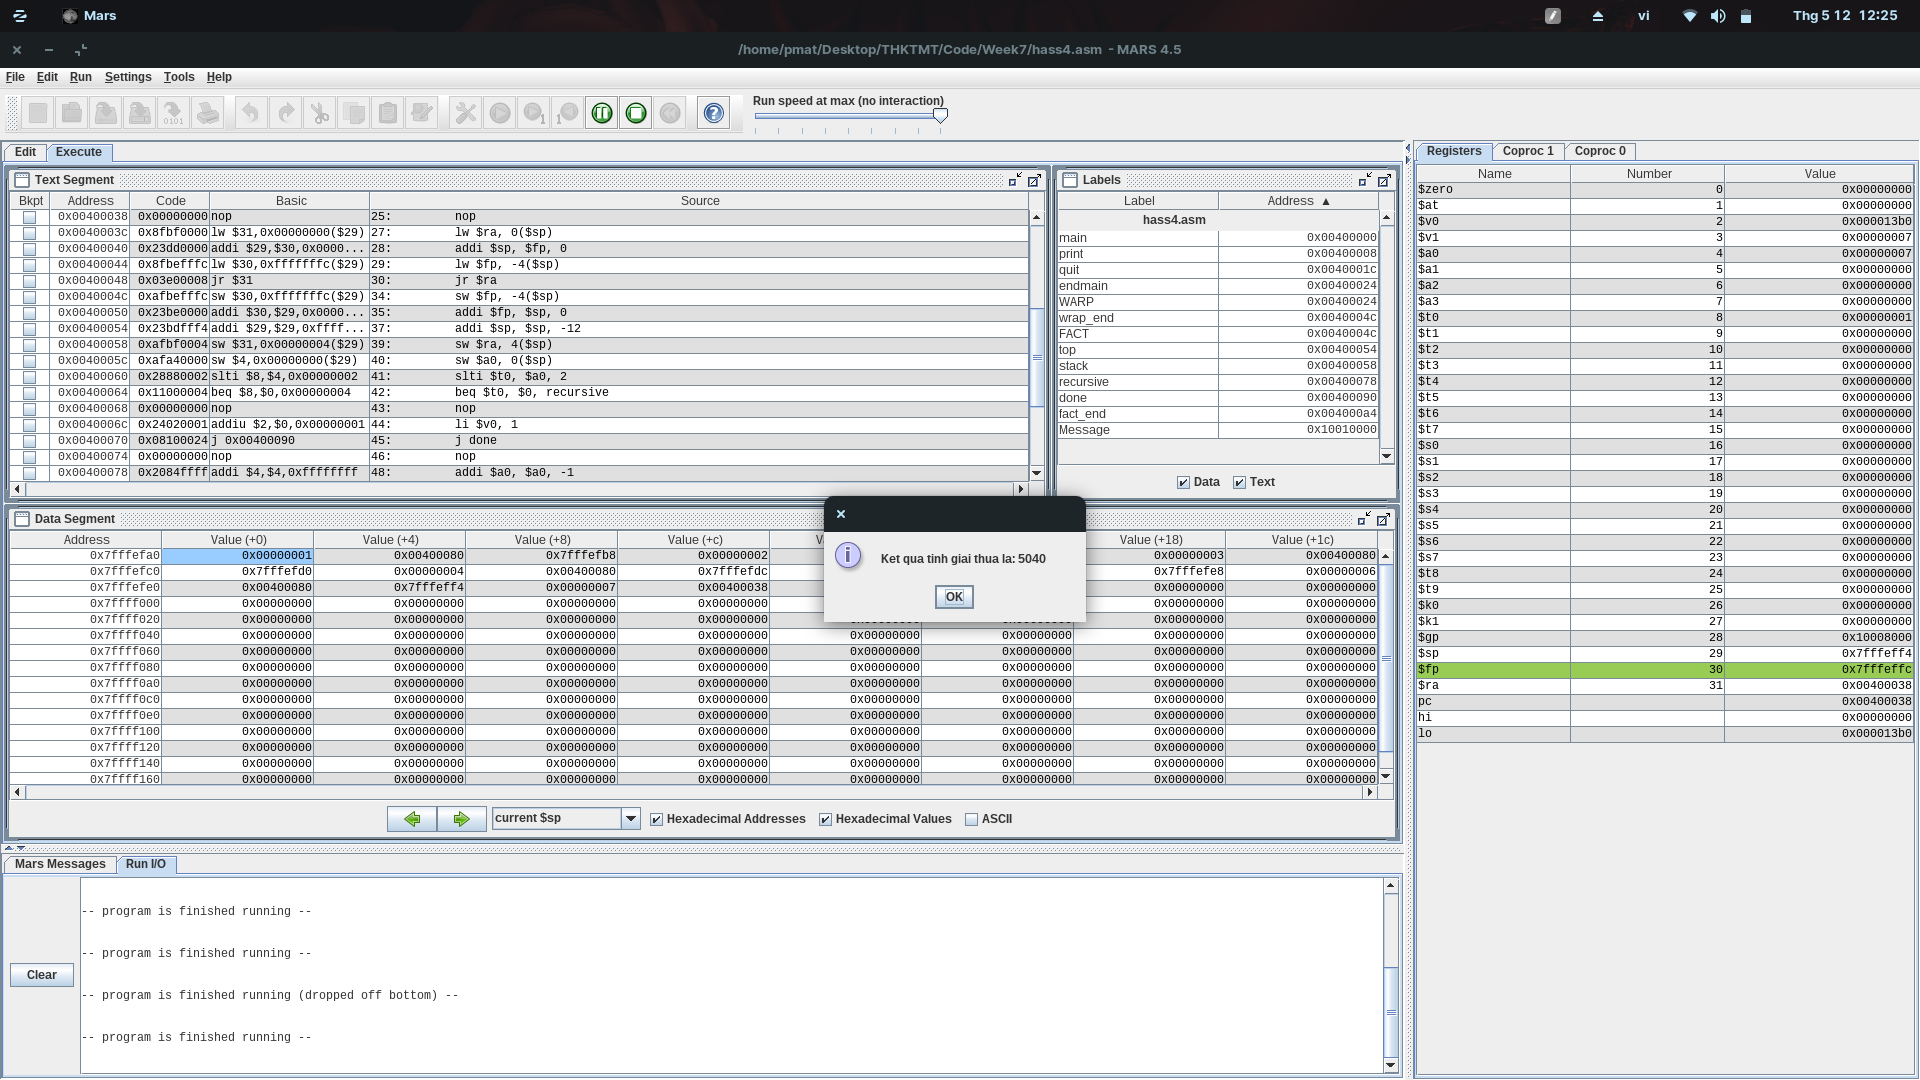 Mars
vi
Thg 5 12 12:25
/home/pmat/Desktop/THKTMT/Code/Week7/hass4.asm - MARS 4.5
File Edit Run Settings Tools Help
Run speed at max (no interaction)
Edit Execute
Text Segment
Bkpt Address Code Basic Source
0x00400038 0x00000000 nop 25: nop
0x0040003c 0x8fbf0000 lw $31,0x00000000($29) 27: lw $ra, 0($sp)
0x00400040 0x23dd0000 addi $29,$30,0x0000... 28: addi $sp, $fp, 0
0x00400044 0x8fbefffc lw $30,0xfffffffc($29) 29: lw $fp, -4($sp)
0x00400048 0x03e00008 jr $31 30: jr $ra
0x0040004c 0xafbefffc sw $30,0xfffffffc($29) 34: sw $fp, -4($sp)
0x00400050 0x23be0000 addi $30,$29,0x0000... 35: addi $fp, $sp, 0
0x00400054 0x23bdfff4 addi $29,$29,0xffff... 37: addi $sp, $sp, -12
0x00400058 0xafbf0004 sw $31,0x00000004($29) 39: sw $ra, 4($sp)
0x0040005c 0xafa40000 sw $4,0x00000000($29) 40: sw $a0, 0($sp)
0x00400060 0x28880002 slti $8,$4,0x00000002 41: slti $t0, $a0, 2
0x00400064 0x11000004 beq $8,$0,0x00000004 42: beq $t0, $0, recursive
0x00400068 0x00000000 nop 43: nop
0x0040006c 0x24020001 addiu $2,$0,0x00000001 44: li $v0, 1
0x00400070 0x08100024 j 0x00400090 45: j done
0x00400074 0x00000000 nop 46: nop
0x00400078 0x2084ffff addi $4,$4,0xffffffff 48: addi $a0, $a0, -1
Labels
Label Address ▲
hass4.asm
main 0x00400000
print 0x00400008
quit 0x0040001c
endmain 0x00400024
WARP 0x00400024
wrap_end 0x0040004c
FACT 0x0040004c
top 0x00400054
stack 0x00400058
recursive 0x00400078
done 0x00400090
fact_end 0x004000a4
Message 0x10010000
Data Text
Data Segment
Address Value (+0) Value (+4) Value (+8) Value (+c) V Value (+18) Value (+1c)
0x7fffefa0 0x00000001 0x00400080 0x7fffefb8 0x00000002 0x00000003 0x00400080
0x7fffefc0 0x7fffefd0 0x00000004 0x00400080 0x7fffefdc 0x7fffefe8 0x00000006
0x7fffefe0 0x00400080 0x7fffeff4 0x00000007 0x00400038 0x00000000 0x00000000
0x7ffff000 0x00000000 0x00000000 0x00000000 0x00000000 0x00000000 0x00000000
0x7ffff020 0x00000000 0x00000000 0x00000000 0x00000000 0x00000000 0x00000000 0x00000000 0x00000000
0x7ffff040 0x00000000 0x00000000 0x00000000 0x00000000 0x00000000 0x00000000 0x00000000 0x00000000
0x7ffff060 0x00000000 0x00000000 0x00000000 0x00000000 0x00000000 0x00000000 0x00000000 0x00000000
0x7ffff080 0x00000000 0x00000000 0x00000000 0x00000000 0x00000000 0x00000000 0x00000000 0x00000000
0x7ffff0a0 0x00000000 0x00000000 0x00000000 0x00000000 0x00000000 0x00000000 0x00000000 0x00000000
0x7ffff0c0 0x00000000 0x00000000 0x00000000 0x00000000 0x00000000 0x00000000 0x00000000 0x00000000
0x7ffff0e0 0x00000000 0x00000000 0x00000000 0x00000000 0x00000000 0x00000000 0x00000000 0x00000000
0x7ffff100 0x00000000 0x00000000 0x00000000 0x00000000 0x00000000 0x00000000 0x00000000 0x00000000
0x7ffff120 0x00000000 0x00000000 0x00000000 0x00000000 0x00000000 0x00000000 0x00000000 0x00000000
0x7ffff140 0x00000000 0x00000000 0x00000000 0x00000000 0x00000000 0x00000000 0x00000000 0x00000000
0x7ffff160 0x00000000 0x00000000 0x00000000 0x00000000 0x00000000 0x00000000 0x00000000 0x00000000
current $sp Hexadecimal Addresses Hexadecimal Values ASCII
Ket qua tinh giai thua la: 5040
OK
Mars Messages Run I/O
-- program is finished running --
-- program is finished running --
-- program is finished running (dropped off bottom) --
-- program is finished running --
Clear
Registers Coproc 1 Coproc 0
Name Number Value
$zero 0 0x00000000
$at 1 0x00000000
$v0 2 0x000013b0
$v1 3 0x00000007
$a0 4 0x00000007
$a1 5 0x00000000
$a2 6 0x00000000
$a3 7 0x00000000
$t0 8 0x00000001
$t1 9 0x00000000
$t2 10 0x00000000
$t3 11 0x00000000
$t4 12 0x00000000
$t5 13 0x00000000
$t6 14 0x00000000
$t7 15 0x00000000
$s0 16 0x00000000
$s1 17 0x00000000
$s2 18 0x00000000
$s3 19 0x00000000
$s4 20 0x00000000
$s5 21 0x00000000
$s6 22 0x00000000
$s7 23 0x00000000
$t8 24 0x00000000
$t9 25 0x00000000
$k0 26 0x00000000
$k1 27 0x00000000
$gp 28 0x10008000
$sp 29 0x7fffeff4
$fp 30 0x7fffeffc
$ra 31 0x00400038
pc 0x00400038
hi 0x00000000
lo 0x000013b0